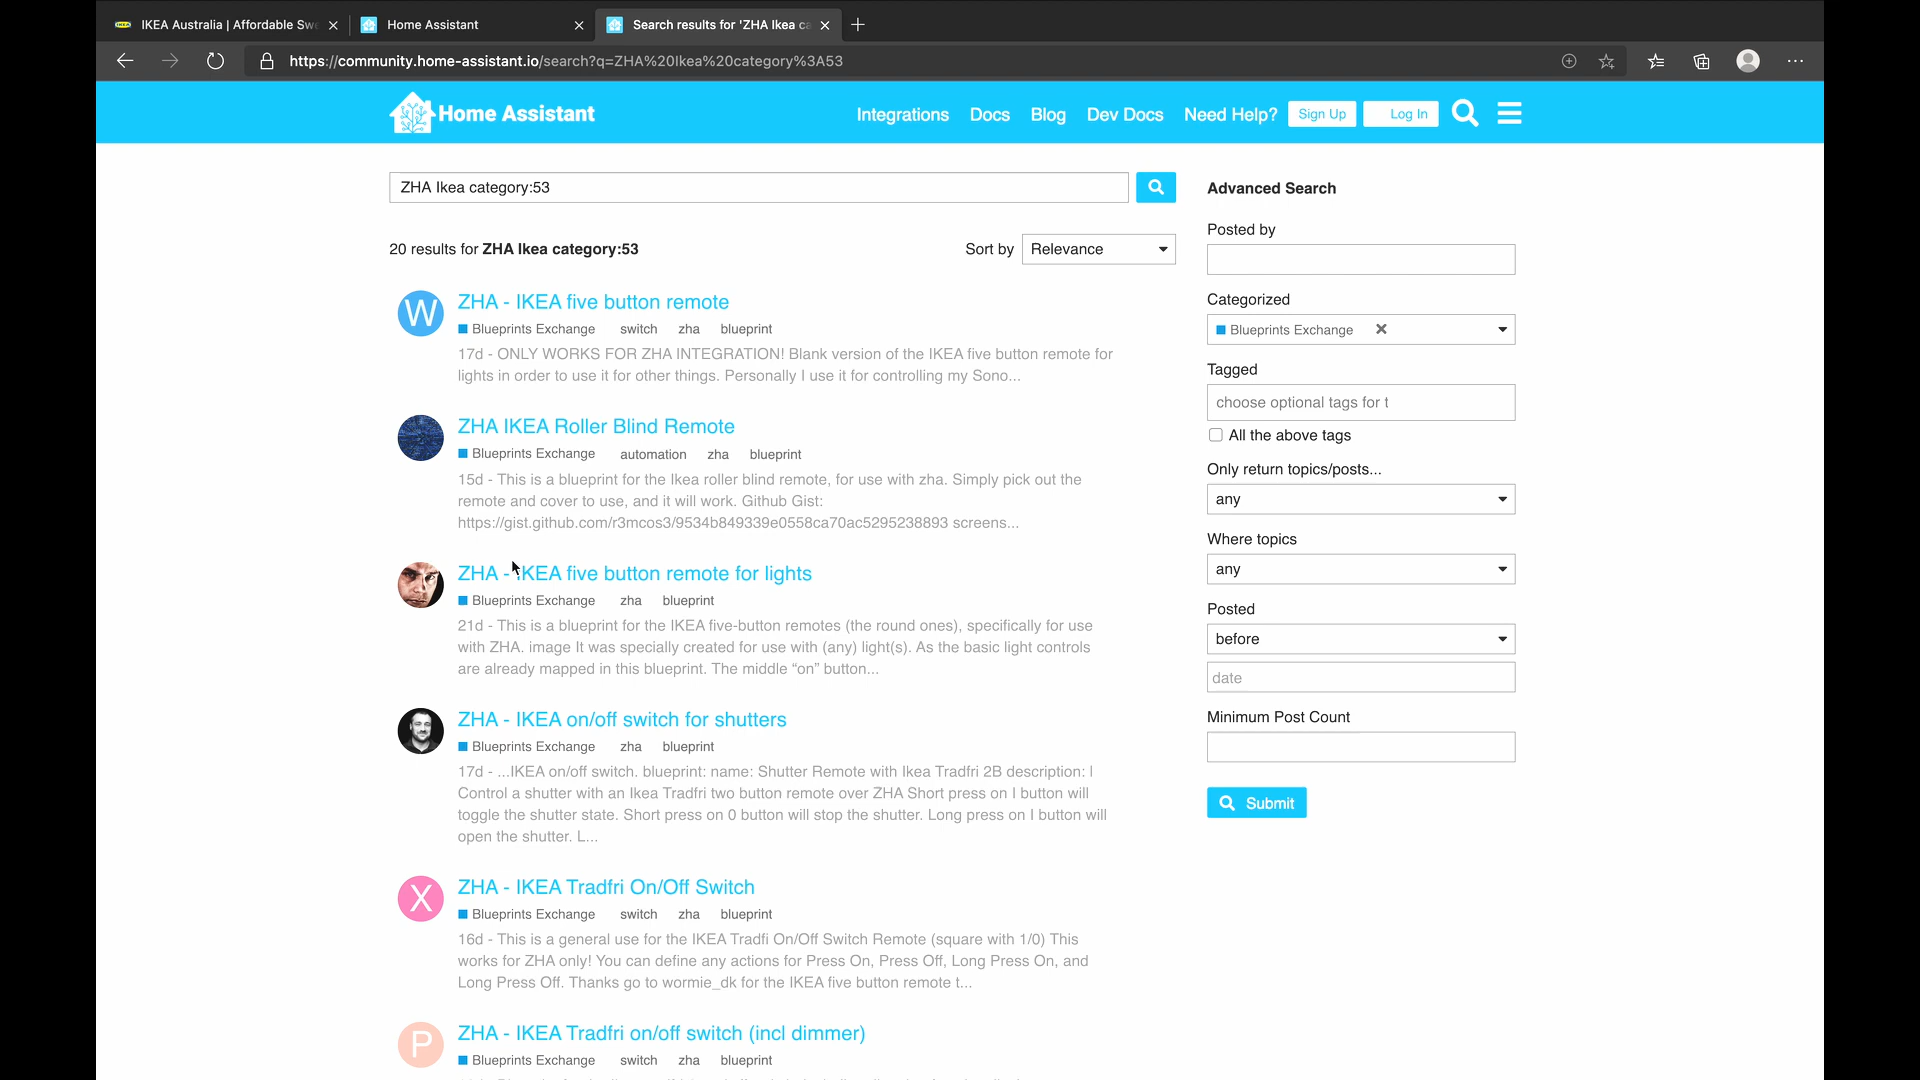 IKEA Australia | Affordable Swe
Home Assistant
Search results for 'ZHA Ikea ca
https://community.home-assistant.io/search?q=ZHA%20Ikea%20category%3A53
Home Assistant
Integrations Docs Blog Dev Docs Need Help? Sign Up Log In
ZHA Ikea category:53
20 results for ZHA Ikea category:53
Sort by Relevance
W
ZHA - IKEA five button remote
Blueprints Exchange switch zha blueprint
17d - ONLY WORKS FOR ZHA INTEGRATION! Blank version of the IKEA five button remote for
lights in order to use it for other things. Personally I use it for controlling my Sono...
ZHA IKEA Roller Blind Remote
Blueprints Exchange automation zha blueprint
15d - This is a blueprint for the Ikea roller blind remote, for use with zha. Simply pick out the
remote and cover to use, and it will work. Github Gist:
https://gist.github.com/r3mcos3/9534b849339e0558ca70ac5295238893 screens...
ZHA - IKEA five button remote for lights
Blueprints Exchange zha blueprint
21d - This is a blueprint for the IKEA five-button remotes (the round ones), specifically for use
with ZHA. image It was specially created for use with (any) light(s). As the basic light controls
are already mapped in this blueprint. The middle “on” button...
ZHA - IKEA on/off switch for shutters
Blueprints Exchange zha blueprint
17d - ...IKEA on/off switch. blueprint: name: Shutter Remote with Ikea Tradfri 2B description: |
Control a shutter with an Ikea Tradfri two button remote over ZHA Short press on I button will
toggle the shutter state. Short press on 0 button will stop the shutter. Long press on I button will
open the shutter. L...
X
ZHA - IKEA Tradfri On/Off Switch
Blueprints Exchange switch zha blueprint
16d - This is a general use for the IKEA Tradfi On/Off Switch Remote (square with 1/0) This
works for ZHA only! You can define any actions for Press On, Press Off, Long Press On, and
Long Press Off. Thanks go to wormie_dk for the IKEA five button remote t...
P
ZHA - IKEA Tradfri on/off switch (incl dimmer)
Blueprints Exchange switch zha blueprint
Advanced Search
Posted by
Categorized
Blueprints Exchange
Tagged
choose optional tags for t
All the above tags
Only return topics/posts...
any
Where topics
any
Posted
before
date
Minimum Post Count
Submit